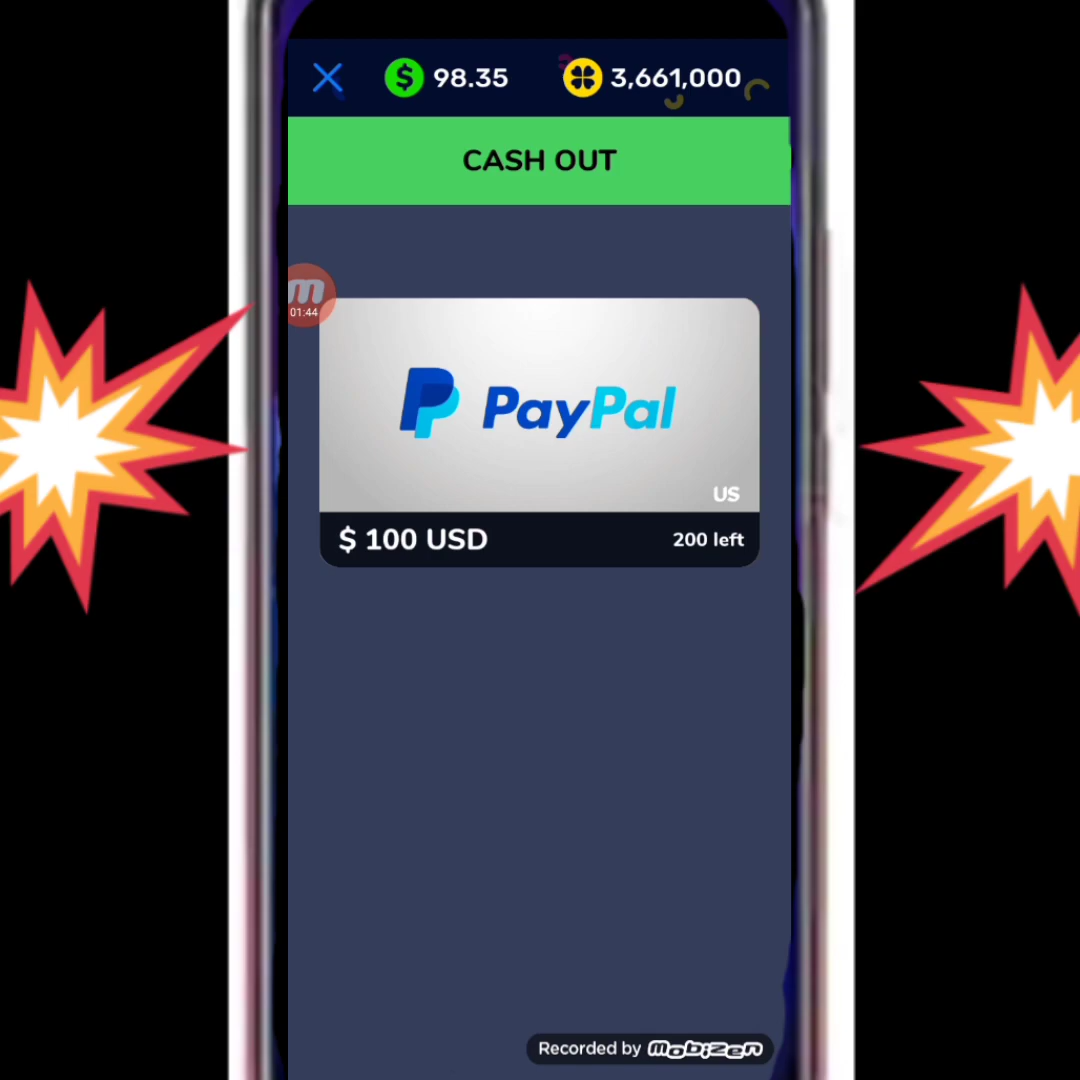 98.35 3,661,000
CASH OUT
m
01:44
PayPal
US
$ 100 USD 200 left
Recorded by mobizen